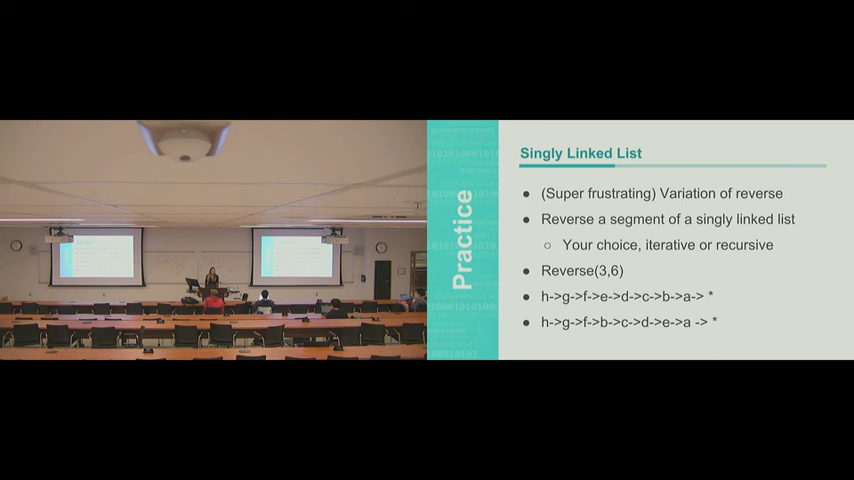 Practice
Singly Linked List
● (Super frustrating) Variation of reverse
● Reverse a segment of a singly linked list
○ Your choice, iterative or recursive
● Reverse(3,6)
● h->g->f->e->d->c->b->a-> *
● h->g->f->b->c->d->e->a -> *